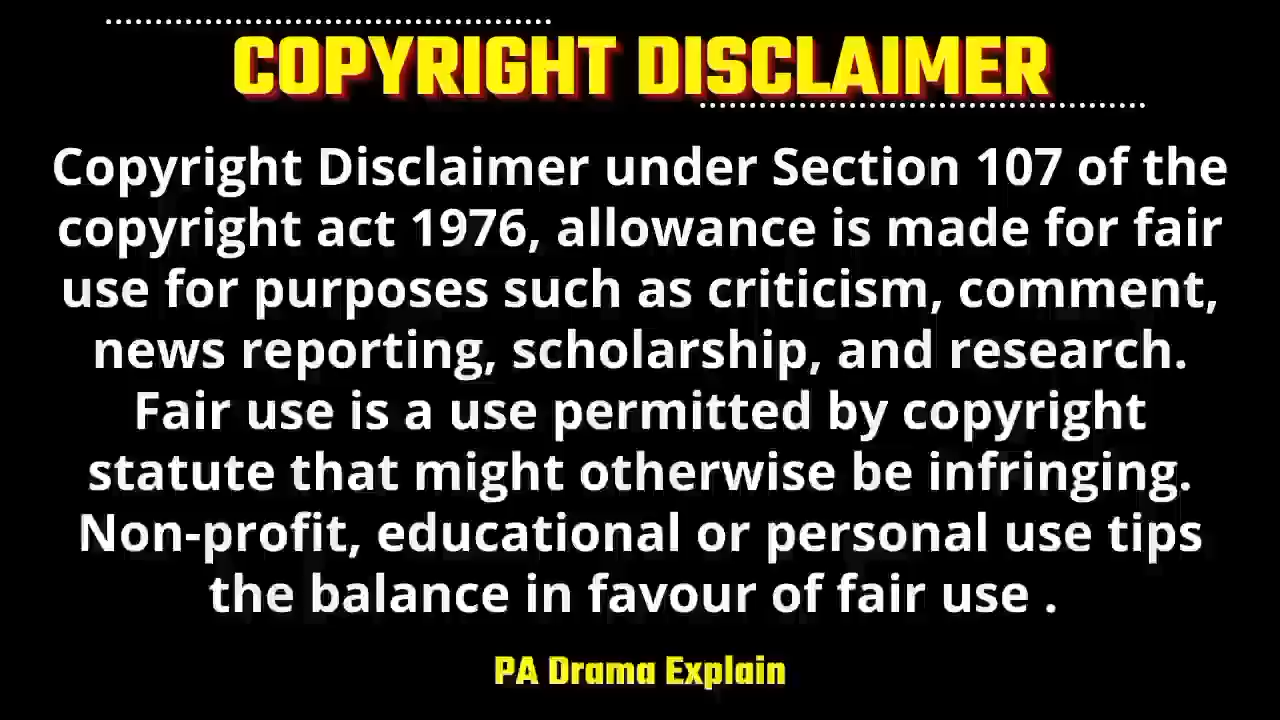 COPYRIGHT DISCLAIMER
Copyright Disclaimer under Section 107 of the
copyright act 1976, allowance is made for fair
use for purposes such as criticism, comment,
news reporting, scholarship, and research.
Fair use is a use permitted by copyright
statute that might otherwise be infringing.
Non-profit, educational or personal use tips
the balance in favour of fair use .
PA Drama Explain